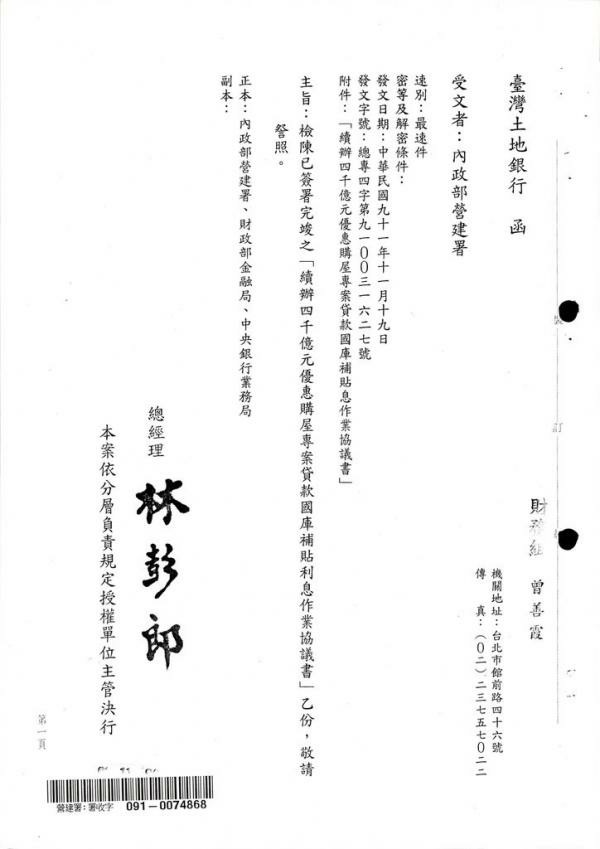 臺灣土地銀行 函
財務組 曾善霞
機關地址：台北市館前路四十六號
傳 真：(０二)二三七五七０二二
受文者：內政部營建署
速別：最速件
密等及解密條件：
發文日期：中華民國九十一年十一月十九日
發文字號：總專四字第九一００三一六二七號
附件：「續辦四千億元優惠購屋專案貸款國庫補貼息作業協議書」
主旨：檢陳已簽署完竣之「續辦四千億元優惠購屋專案貸款國庫補貼利息作業協議書」乙份，敬請
詧照。
正本：內政部營建署、財政部金融局、中央銀行業務局
副本：
總經理 林彭郎
本案依分層負責規定授權單位主管決行
裝
訂
第一頁
營建署:署收字 091-0074868